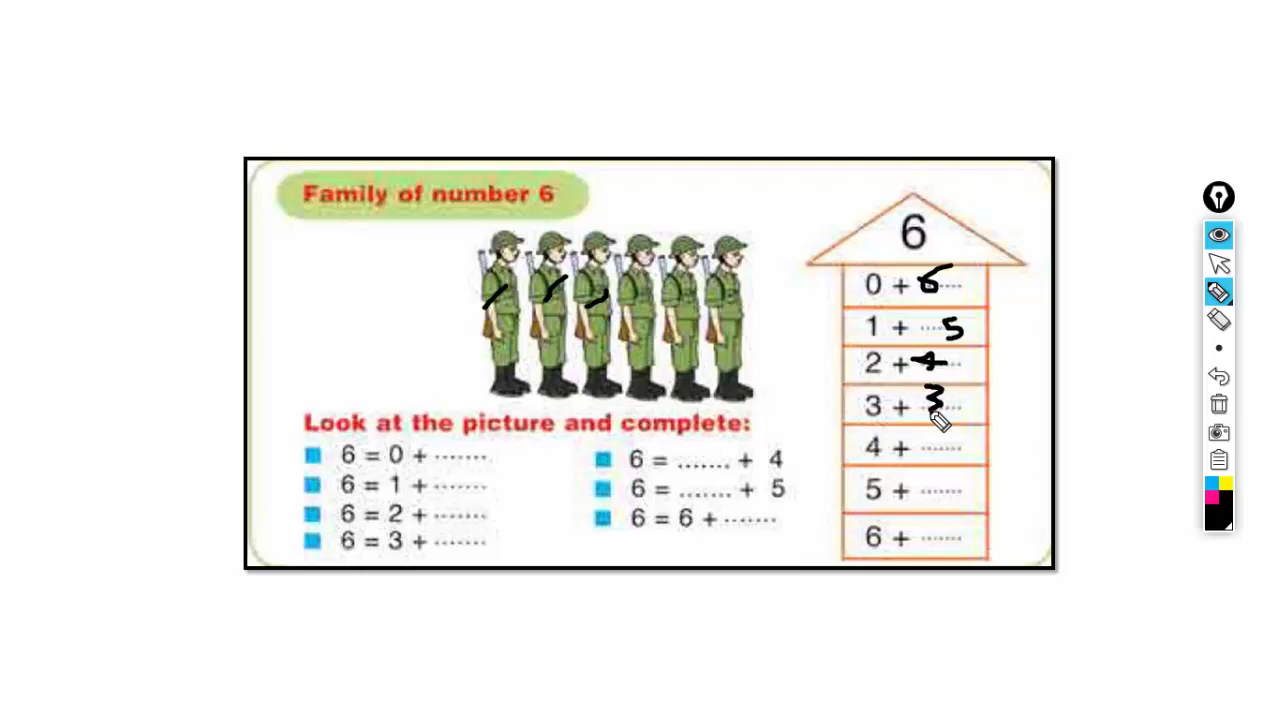 Family of number 6
6
0 + 6
1 + ..... 5
2 + 4
3 + 3
4 + .......
5 + .......
6 + .......
Look at the picture and complete:
6 = 0 + .......
6 = 1 + .......
6 = 2 + .......
6 = 3 + .......
6 = ....... + 4
6 = ....... + 5
6 = 6 + .......